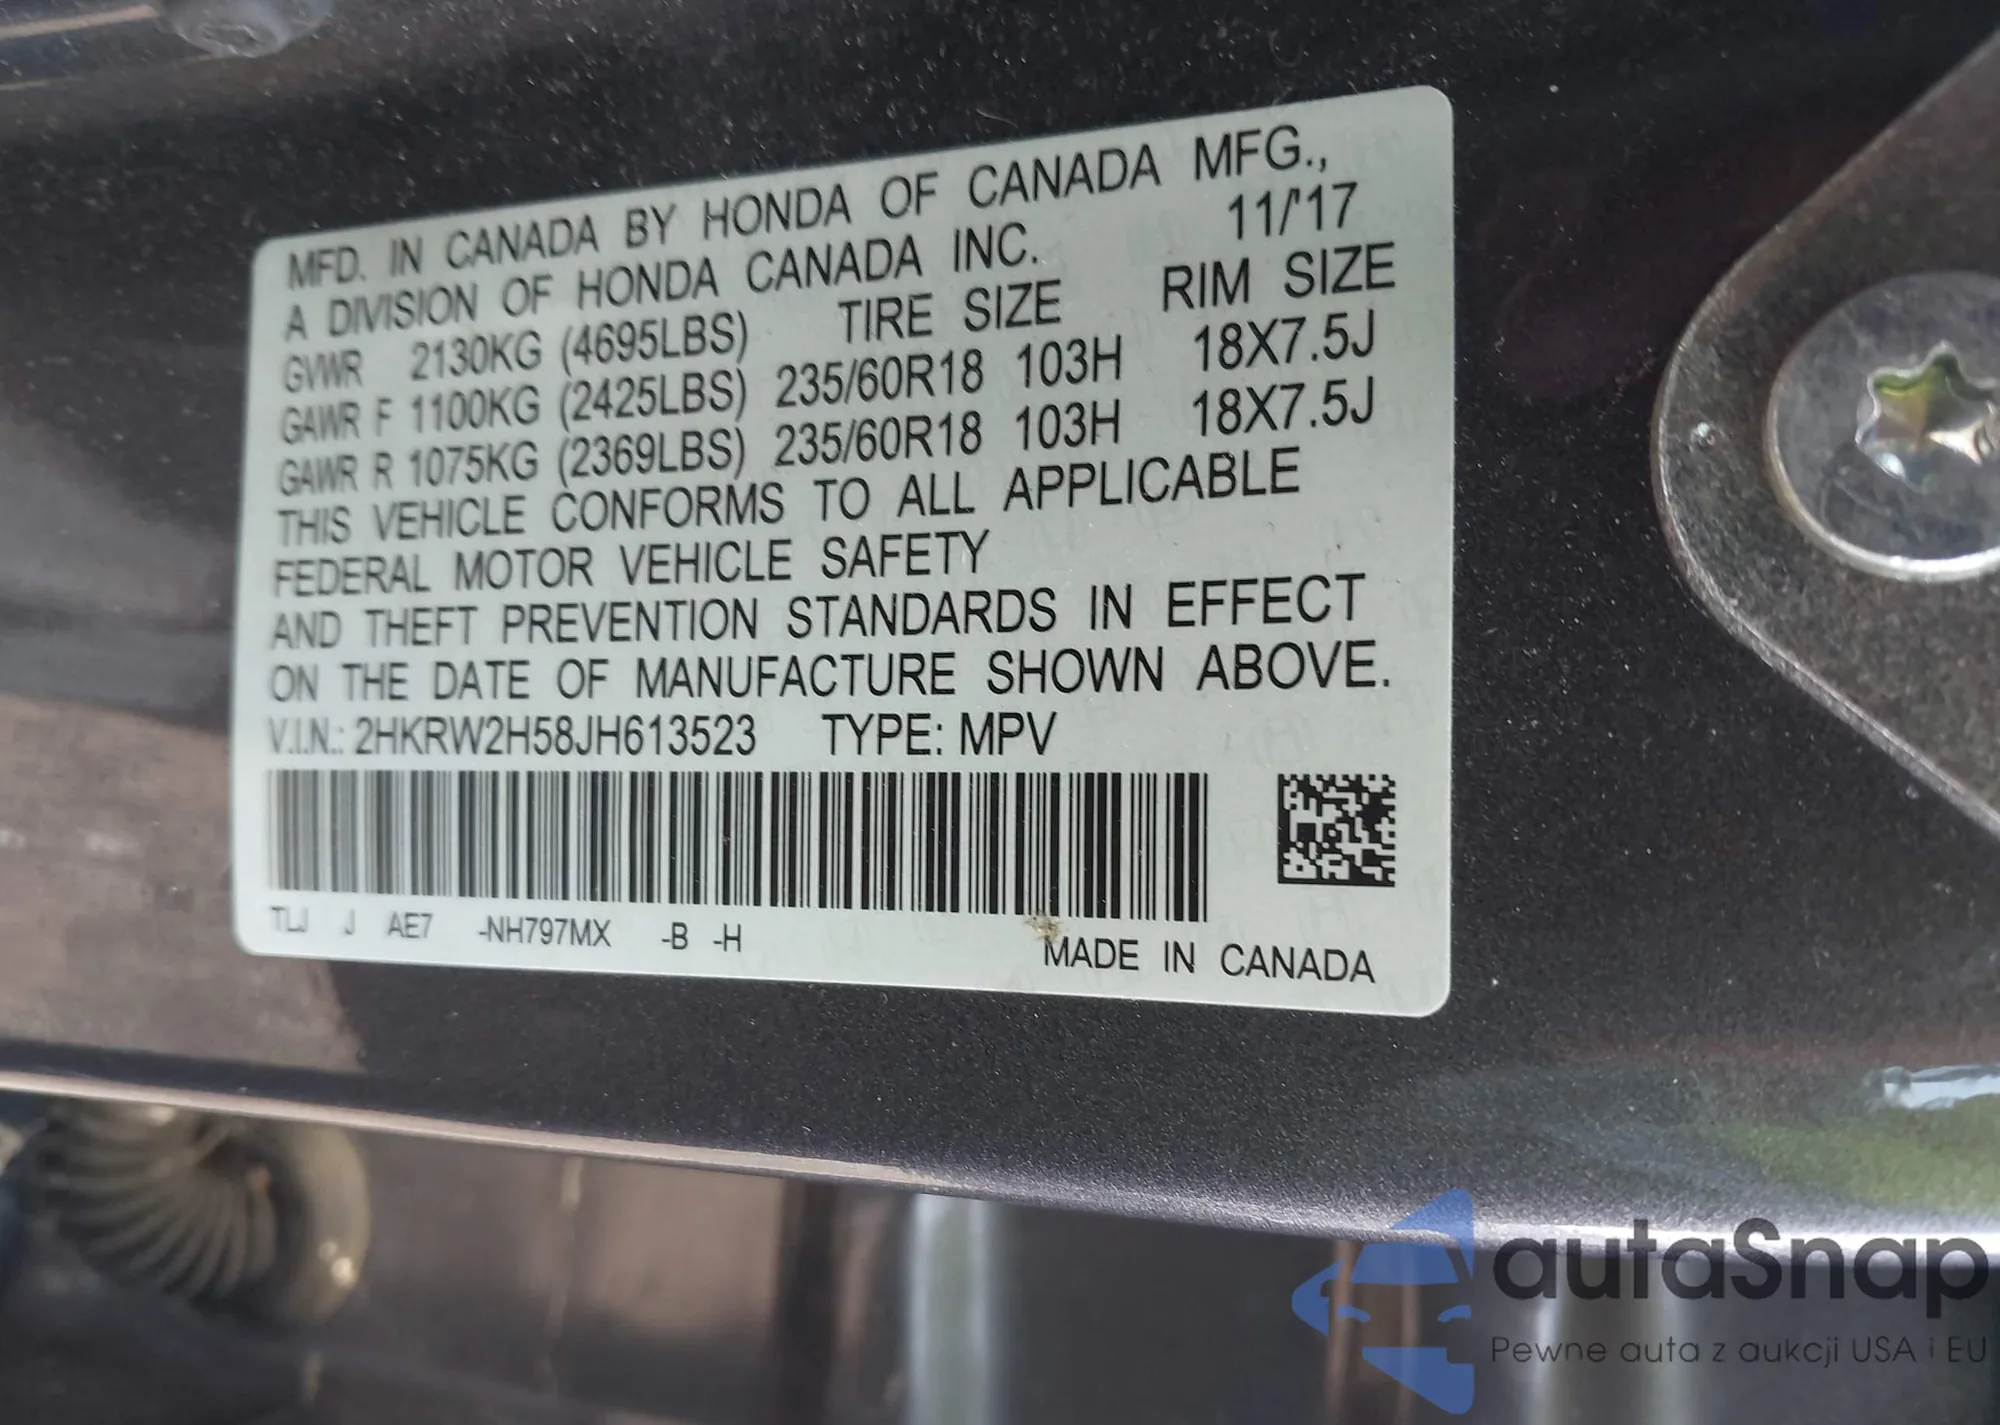 MFD. IN CANADA BY HONDA OF CANADA MFG.,
A DIVISION OF HONDA CANADA INC. 11/'17
GVWR 2130KG (4695LBS) TIRE SIZE RIM SIZE
GAWR F 1100KG (2425LBS) 235/60R18 103H 18X7.5J
GAWR R 1075KG (2369LBS) 235/60R18 103H 18X7.5J
THIS VEHICLE CONFORMS TO ALL APPLICABLE
FEDERAL MOTOR VEHICLE SAFETY
AND THEFT PREVENTION STANDARDS IN EFFECT
ON THE DATE OF MANUFACTURE SHOWN ABOVE.
V.I.N.: 2HKRW2H58JH613523 TYPE: MPV
TLJ J AE7 -NH797MX -B -H
MADE IN CANADA
autaSnap
Pewne auta z aukcji USA i EU